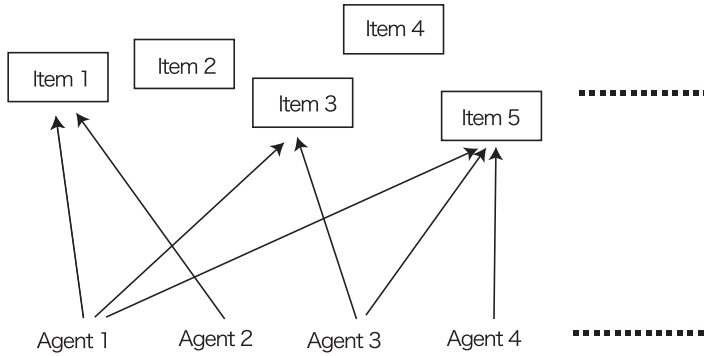 Item 4
Item 2
Item 1
Item 3
Item 5
Agent 1
Agent 2
Agent 3
Agent 4